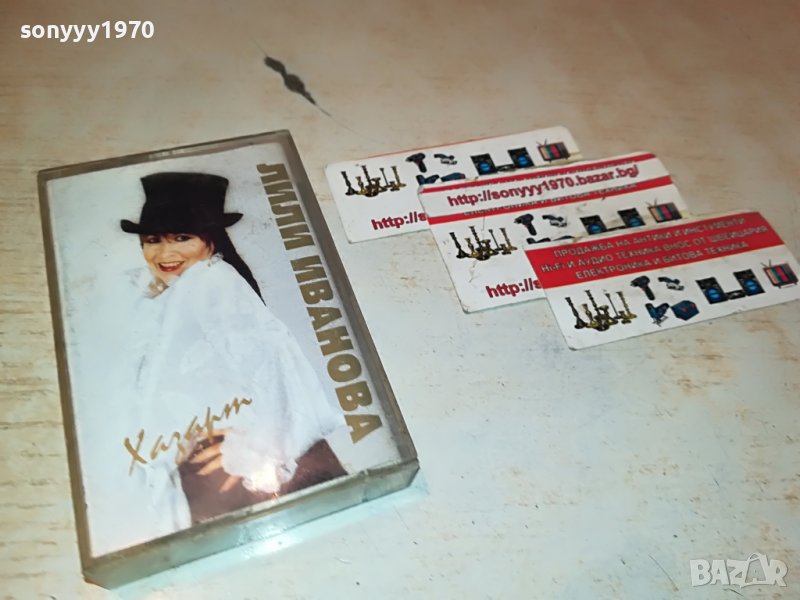 sonyyy1970
ЛИЛИ ИВАНОВА
Хазарт
http://s
http://sonyyy1970.bazar.bg/
http://s
ПРОДАЖБА НА АНТИКИ И ИНСТУМЕНТИ
Hi-Fi И АУДИО ТЕХНИКА ВНОС ОТ ШВЕЙЦАРИЯ
ЕЛЕКТРОНИКА И БИТОВА ТЕХНИКА
BAZAR